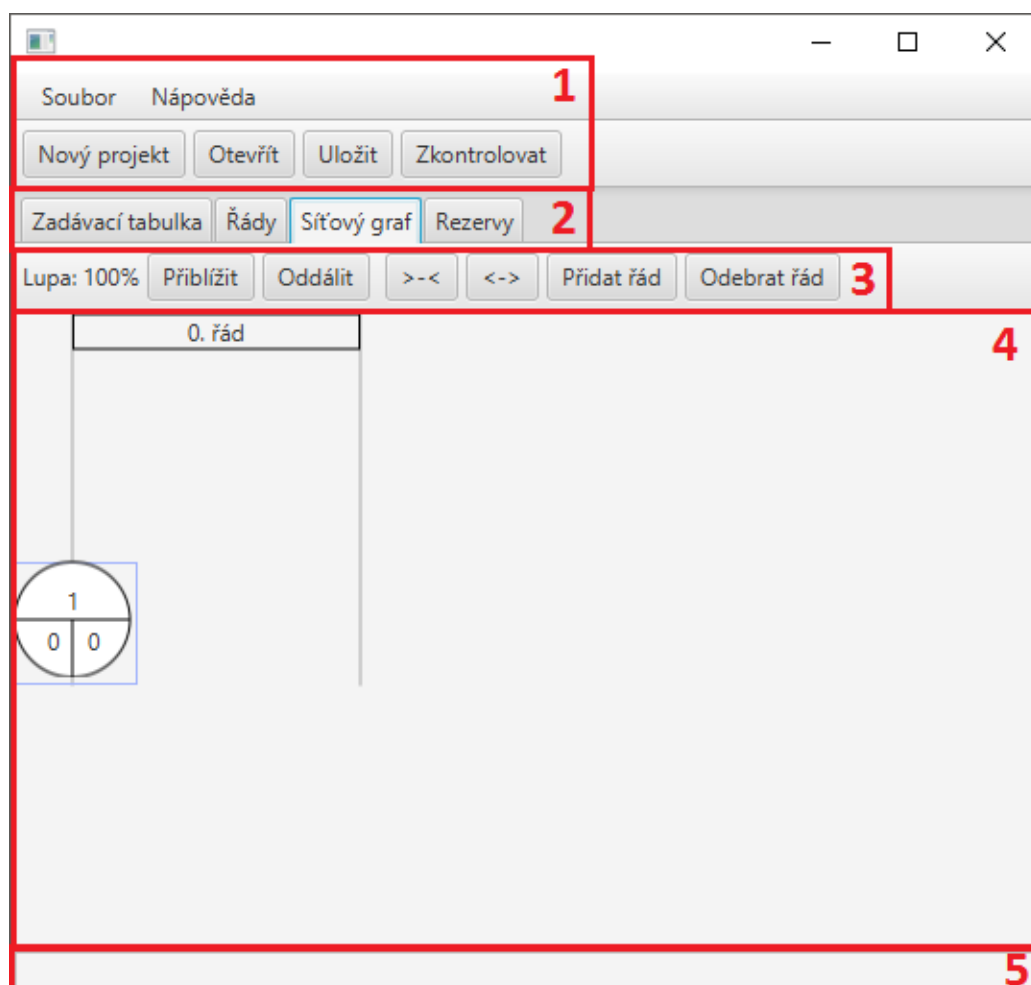 1
Soubor Nápověda
Nový projekt Otevřít Uložit Zkontrolovat
Zadávací tabulka Řády Síťový graf Rezervy 2
Lupa: 100% Přiblížit Oddálit >-< <-> Přidat řád Odebrat řád 3
0. řád 4
1
0 0
5